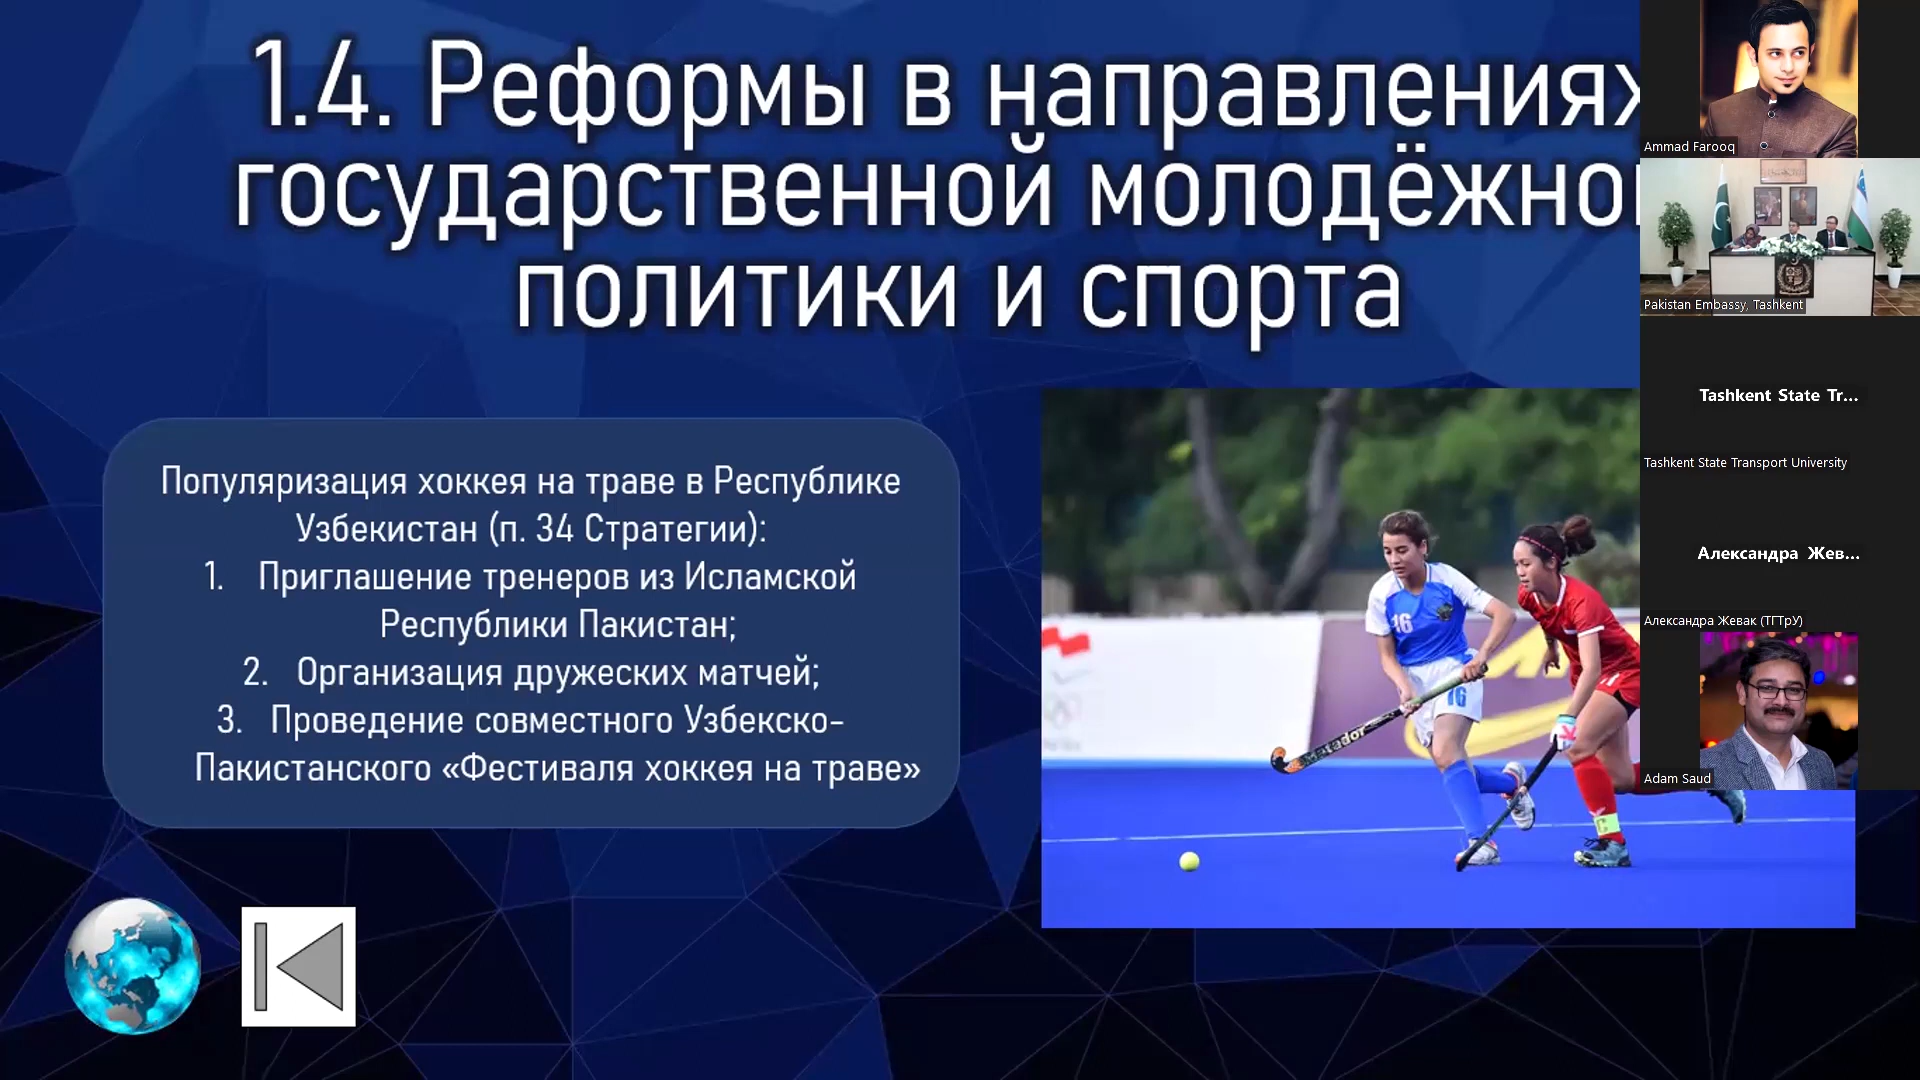 1.4. Реформы в направлениях
государственной молодёжно
политики и спорта
Популяризация хоккея на траве в Республике
Узбекистан (п. 34 Стратегии):
1. Приглашение тренеров из Исламской
Республики Пакистан;
2. Организация дружеских матчей;
3. Проведение совместного Узбекско-
Пакистанского «Фестиваля хоккея на траве»
16
16
matador
Ammad Farooq
Pakistan Embassy, Tashkent
Tashkent State Tr...
Tashkent State Transport University
Александра Жев...
Александра Жевак (ТГТрУ)
Adam Saud